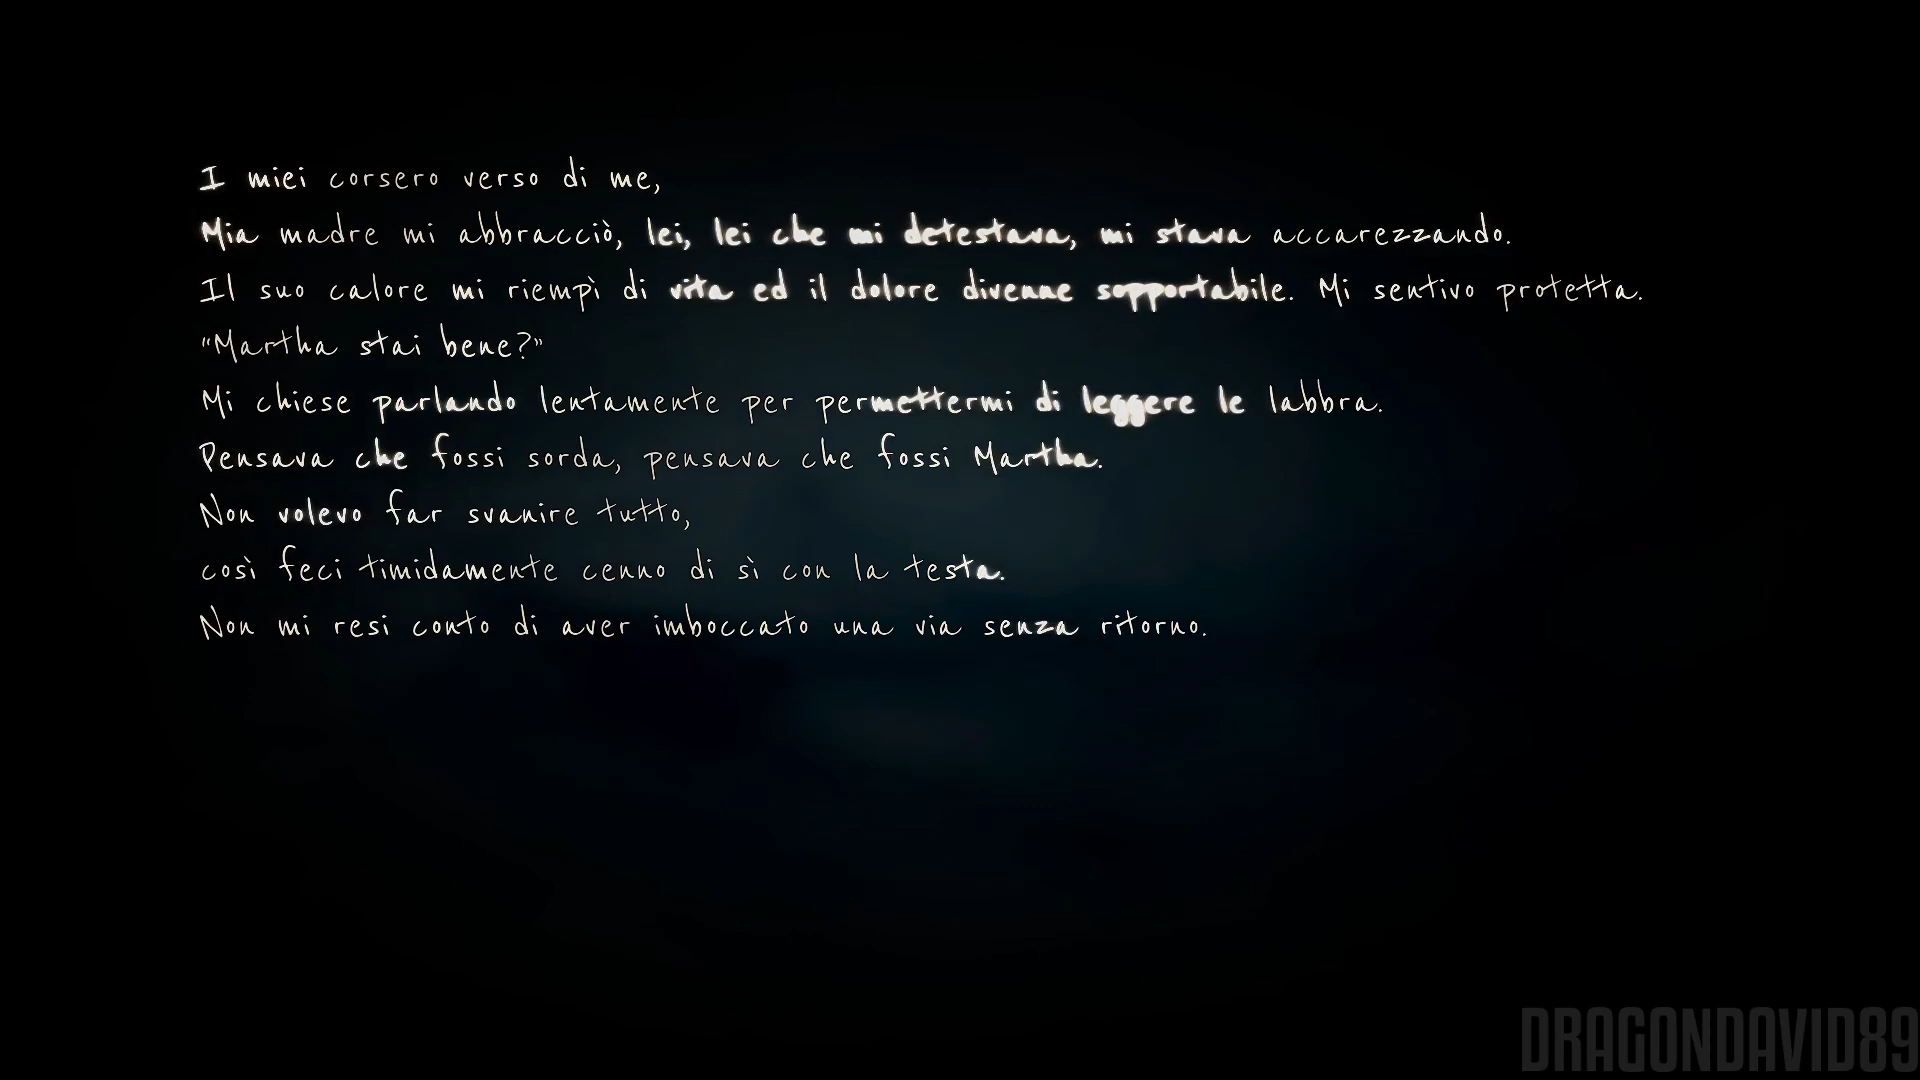 I miei corsero verso di me,
Mia madre mi abbracciò, lei, lei che mi detestava, mi stava accarezzando.
Il suo calore mi riempì di vita ed il dolore divenne sopportabile. Mi sentivo protetta.
"Martha stai bene?"
Mi chiese parlando lentamente per permettermi di leggere le labbra.
Pensava che fossi sorda, pensava che fossi Martha.
Non volevo far svanire tutto,
così feci timidamente cenno di sì con la testa.
Non mi resi conto di aver imboccato una via senza ritorno.
DRAGONDAVID89